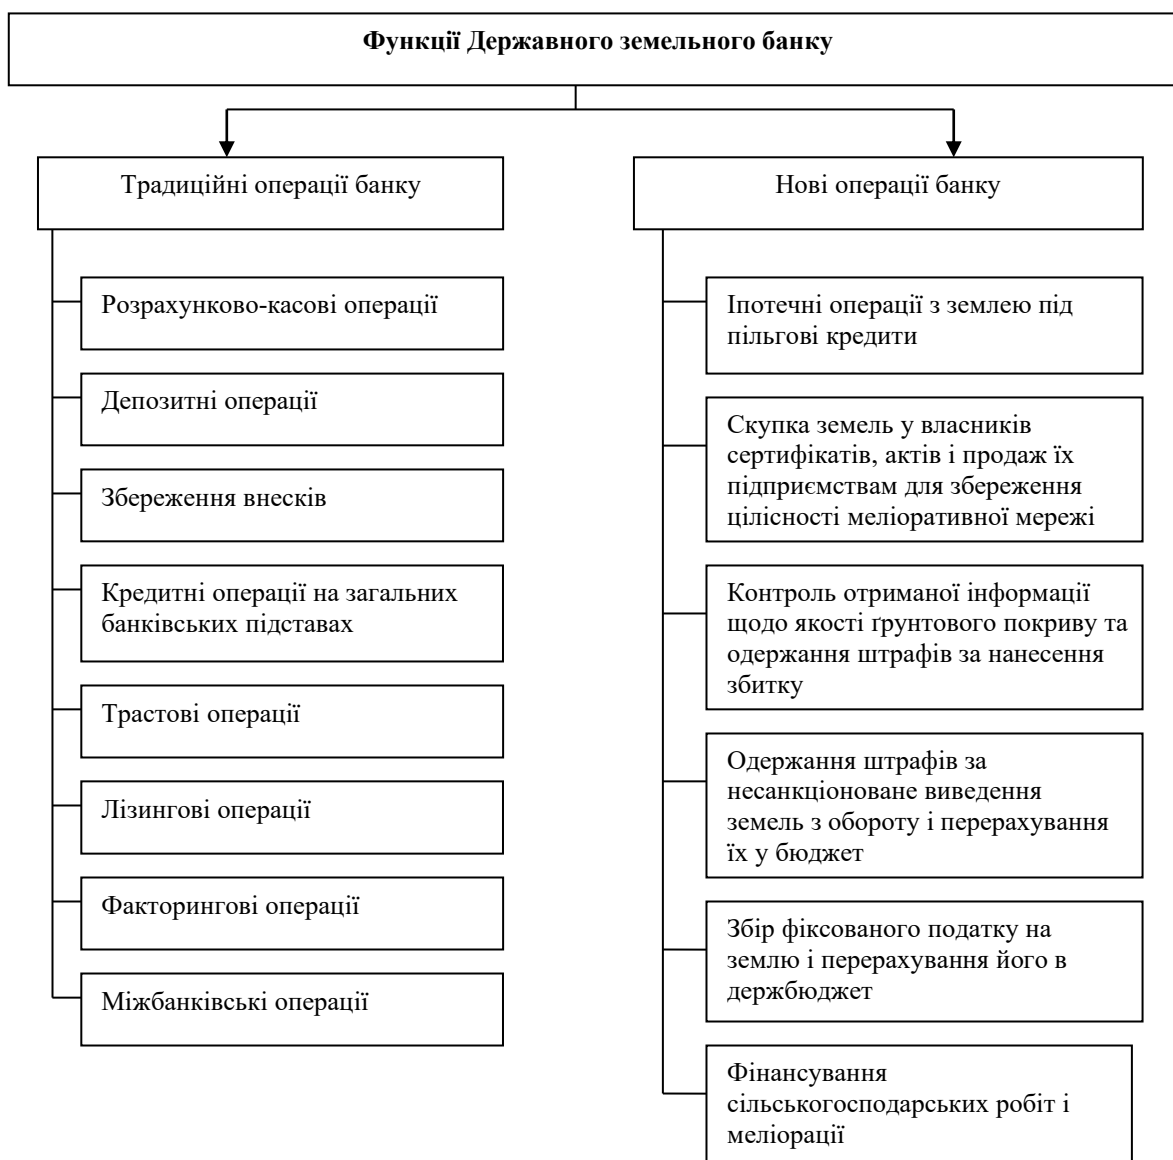 Функції Державного земельного банку
Традиційні операції банку
Розрахунково-касові операції
Депозитні операції
Збереження внесків
Кредитні операції на загальних
банківських підставах
Трастові операції
Лізингові операції
Факторингові операції
Міжбанківські операції
Нові операції банку
Іпотечні операції з землею під
пільгові кредити
Скупка земель у власників
сертифікатів, актів і продаж їх
підприємствам для збереження
цілісності меліоративної мережі
Контроль отриманої інформації
щодо якості ґрунтового покриву та
одержання штрафів за нанесення
збитку
Одержання штрафів за
несанкціоноване виведення
земель з обороту і перерахування
їх у бюджет
Збір фіксованого податку на
землю і перерахування його в
держбюджет
Фінансування
сільськогосподарських робіт і
меліорації